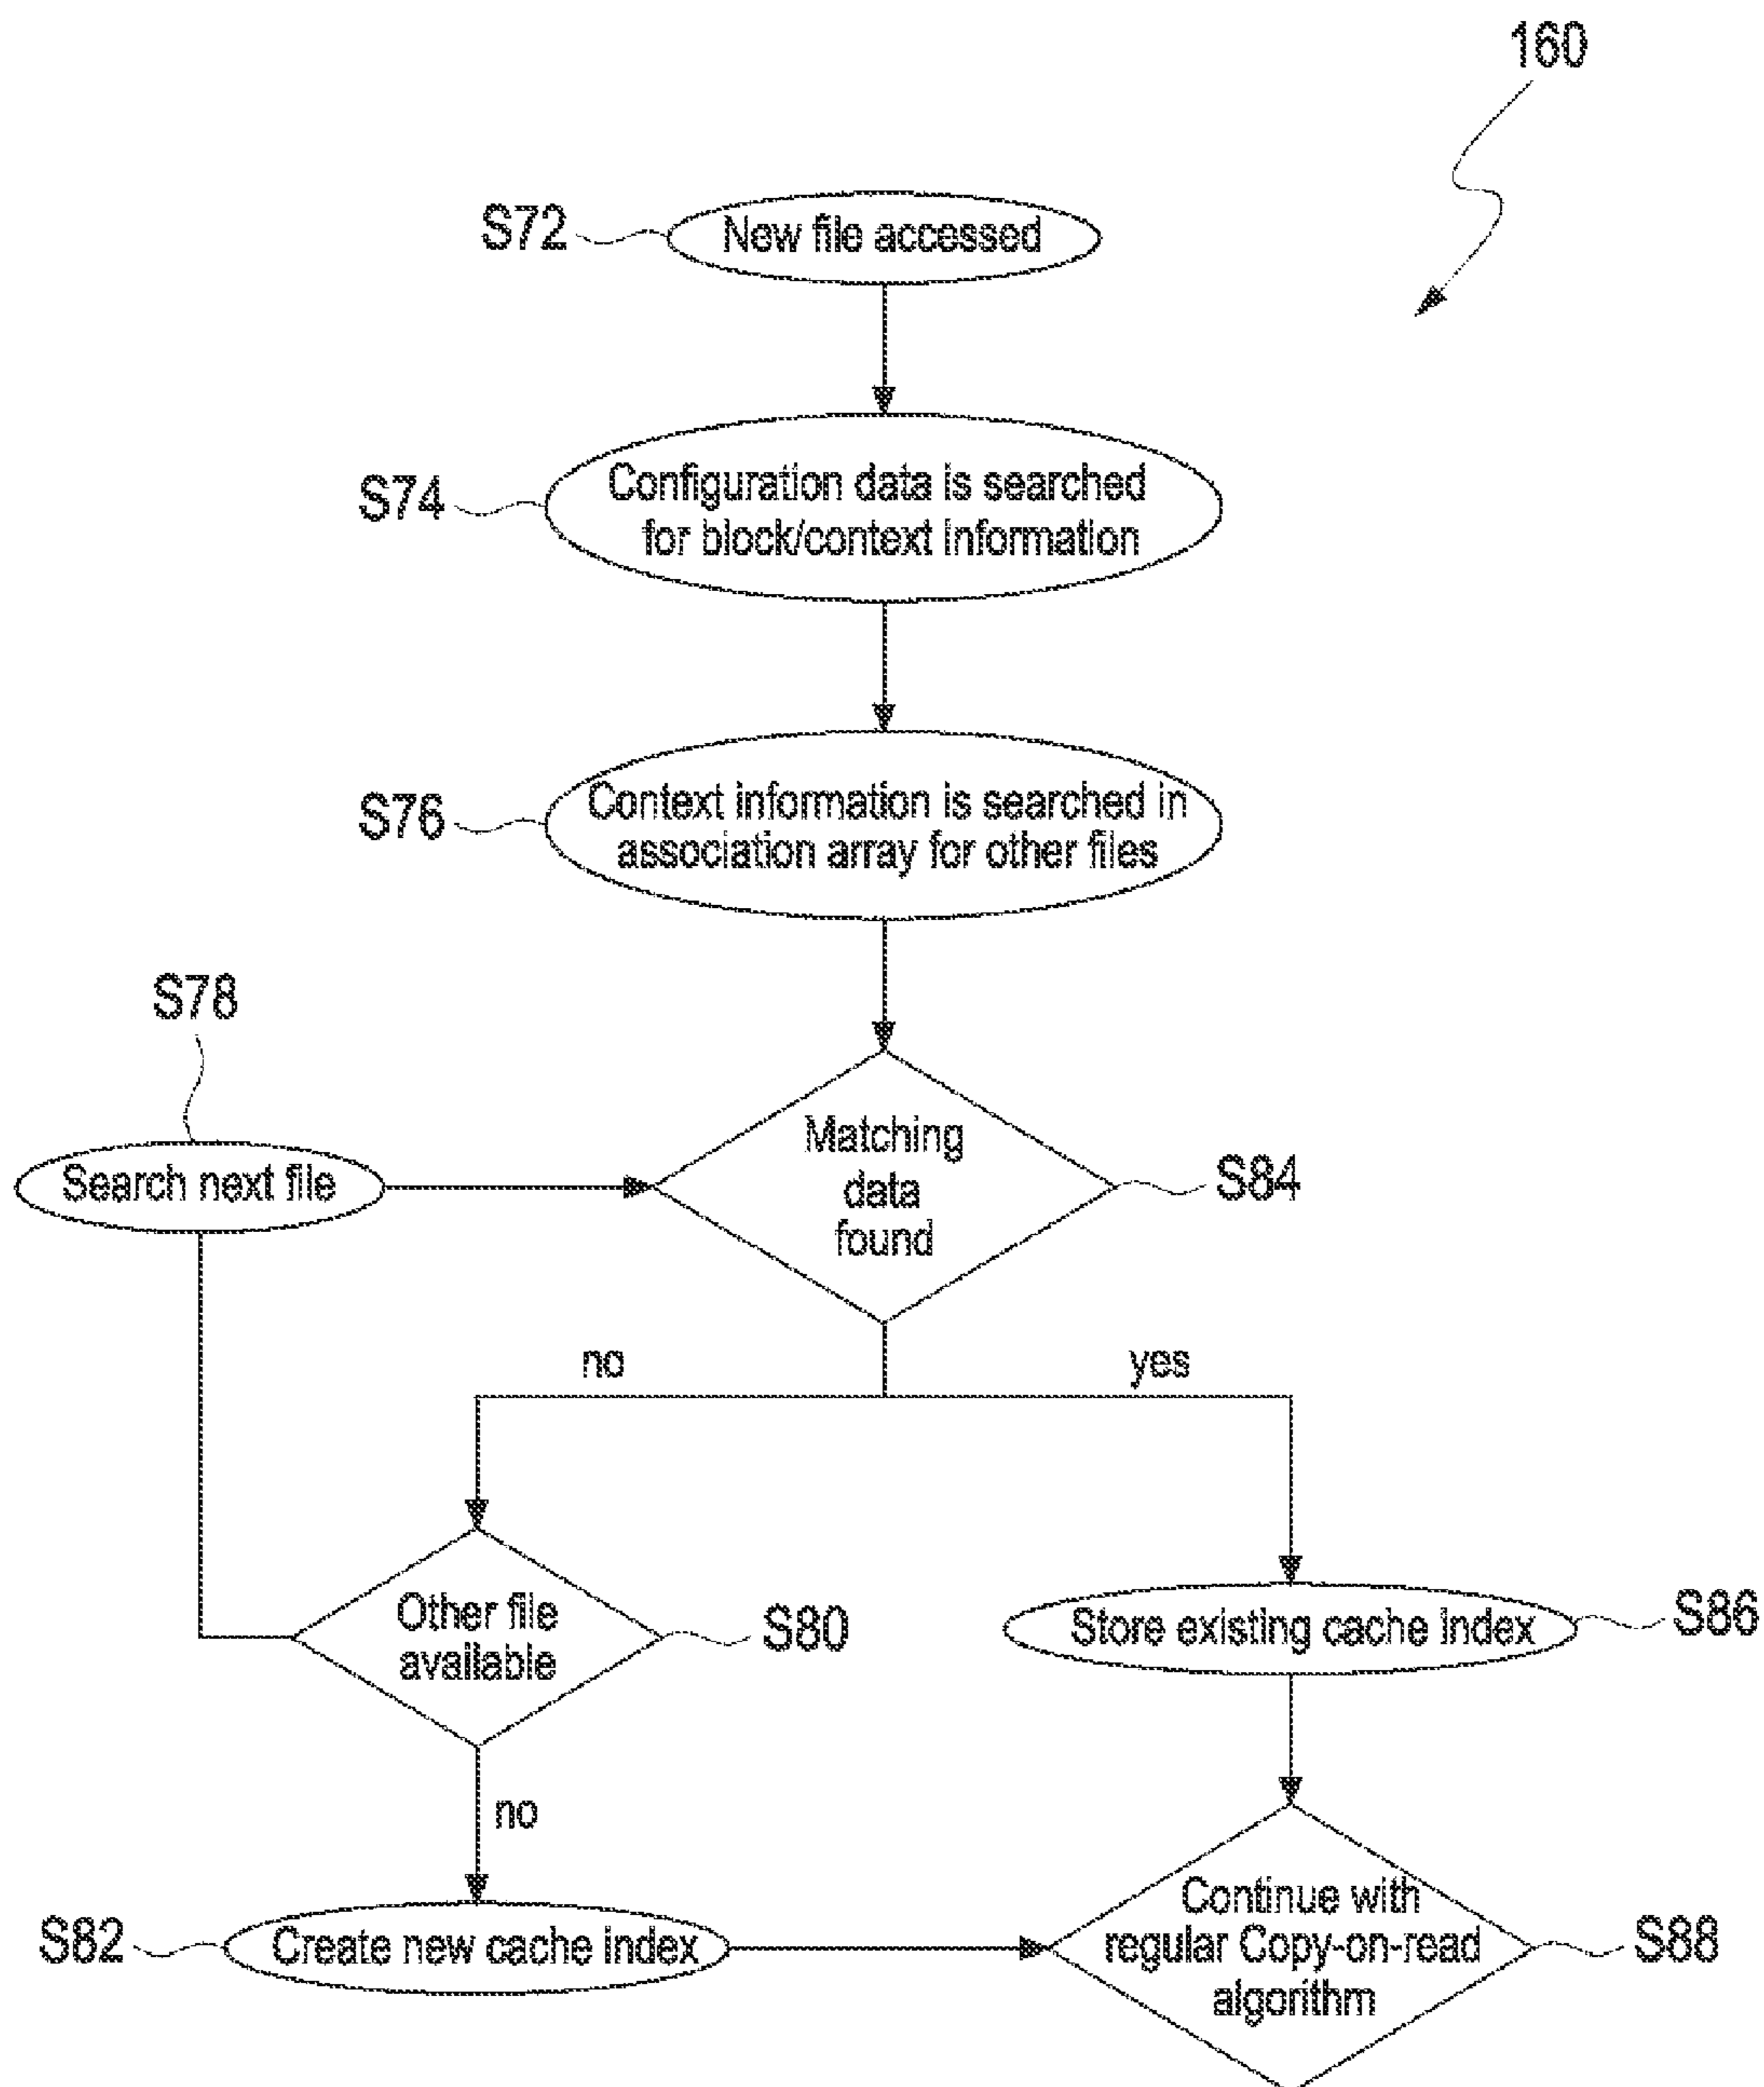 160
S72
New file accessed
S74
Configuration data is searched
for block/context information
S76
Context information is searched in
association array for other files
S78
Search next file
Matching
data
found
S84
no
yes
Other file
available
S80
Store existing cache index
S86
no
S82
Create new cache index
Continue with
regular Copy-on-read
algorithm
S88